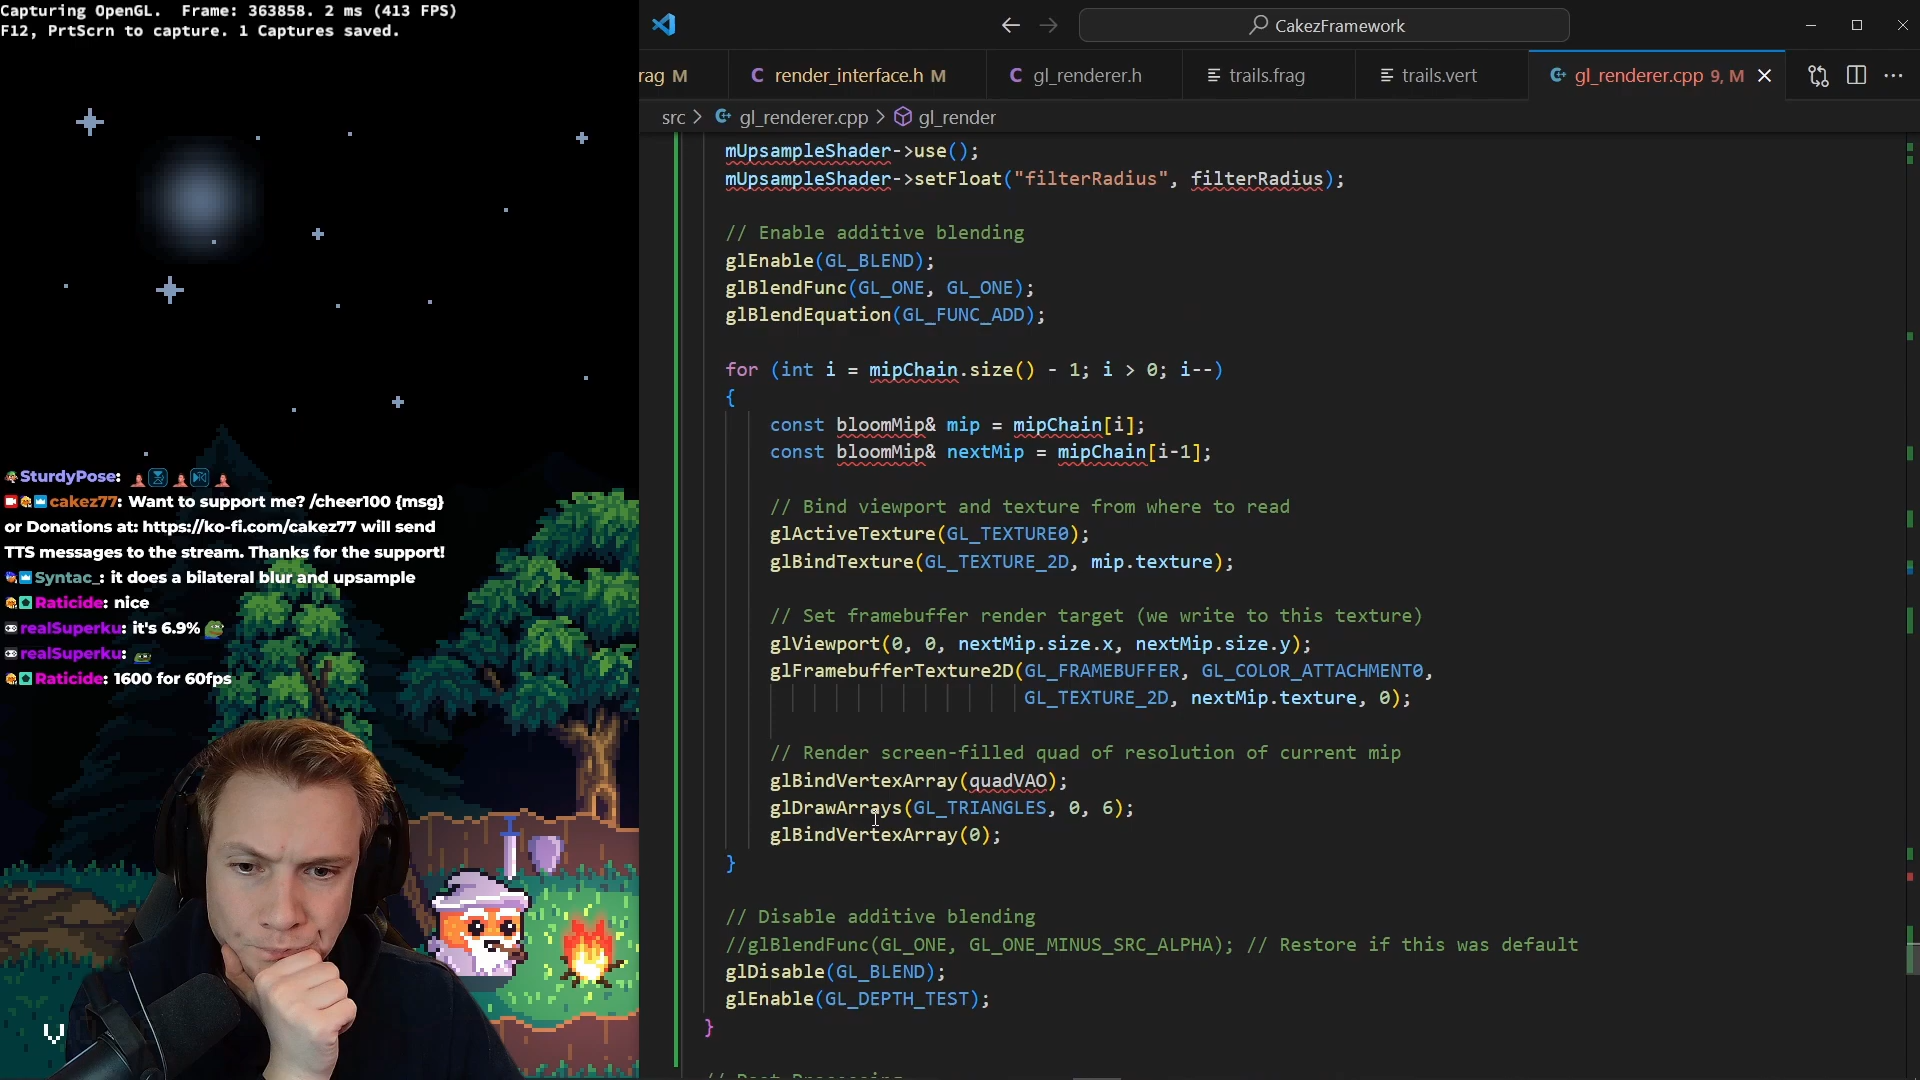 Capturing OpenGL.  Frame: 363858. 2 ms (413 FPS)
F12, PrtScrn to capture. 1 Captures saved.
CakezFramework
rag M
render_interface.h M
gl_renderer.h
trails.frag
trails.vert
gl_renderer.cpp 9, M
src > gl_renderer.cpp > gl_render
mUpsampleShader->use();
mUpsampleShader->setFloat("filterRadius", filterRadius);
// Enable additive blending
glEnable(GL_BLEND);
glBlendFunc(GL_ONE, GL_ONE);
glBlendEquation(GL_FUNC_ADD);
for (int i = mipChain.size() - 1; i > 0; i--)
{
const bloomMip& mip = mipChain[i];
const bloomMip& nextMip = mipChain[i-1];
// Bind viewport and texture from where to read
glActiveTexture(GL_TEXTURE0);
glBindTexture(GL_TEXTURE_2D, mip.texture);
// Set framebuffer render target (we write to this texture)
glViewport(0, 0, nextMip.size.x, nextMip.size.y);
glFramebufferTexture2D(GL_FRAMEBUFFER, GL_COLOR_ATTACHMENT0,
GL_TEXTURE_2D, nextMip.texture, 0);
// Render screen-filled quad of resolution of current mip
glBindVertexArray(quadVAO);
glDrawArrays(GL_TRIANGLES, 0, 6);
glBindVertexArray(0);
}
// Disable additive blending
//glBlendFunc(GL_ONE, GL_ONE_MINUS_SRC_ALPHA); // Restore if this was default
glDisable(GL_BLEND);
glEnable(GL_DEPTH_TEST);
}
SturdyPose:
cakez77: Want to support me? /cheer100 {msg}
or Donations at: https://ko-fi.com/cakez77 will send
TTS messages to the stream. Thanks for the support!
Syntac_: it does a bilateral blur and upsample
Raticide: nice
realSuperku: it's 6.9%
realSuperku:
Raticide: 1600 for 60fps